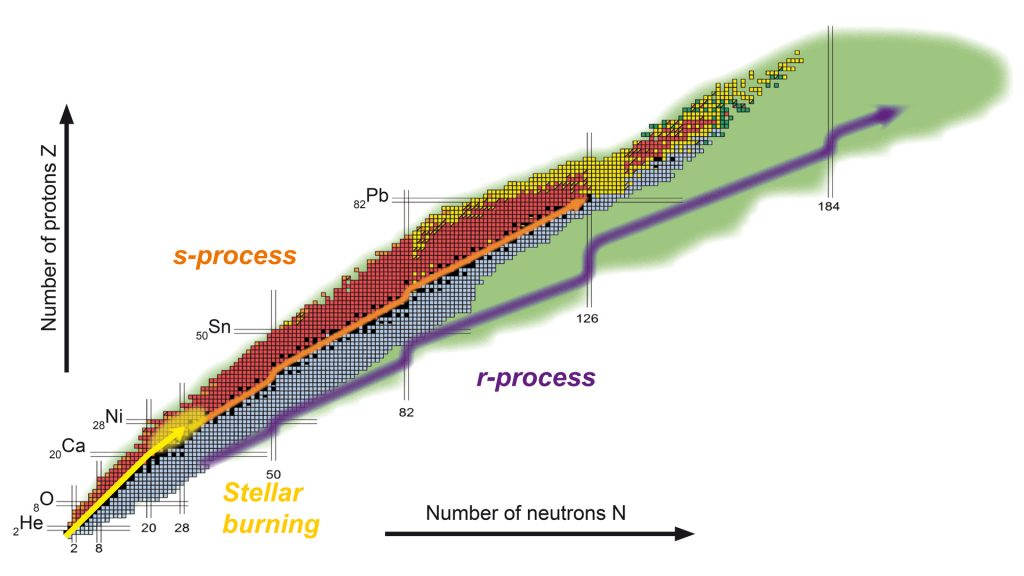 184
Number of protons Z
82Pb
s-process
126
50Sn
r-process
82
28Ni
20Ca
50
Stellar
burning
8O
2He
20
28
Number of neutrons N
2
8